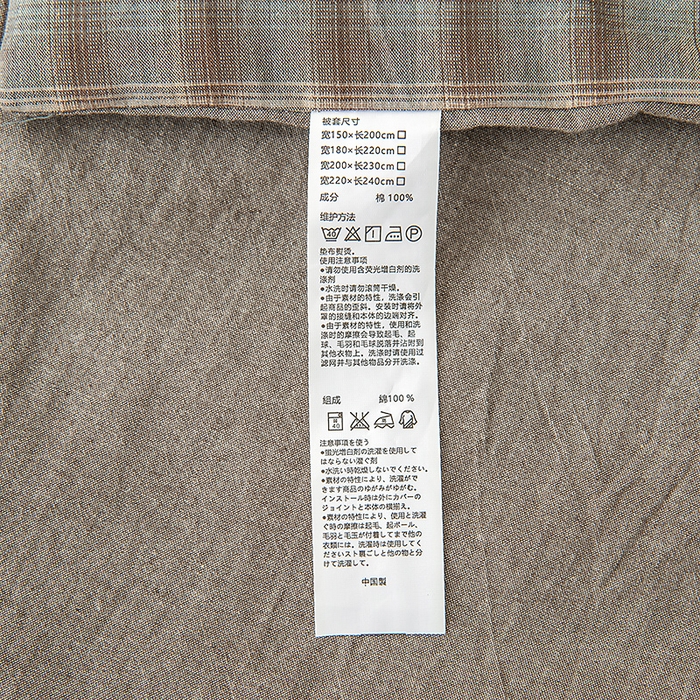 被套尺寸
宽150×长200cm□
宽180×长220cm□
宽200×长230cm□
宽220×长240cm□
成分 棉 100%
维护方法
40
垫布熨烫。
使用注意事项
•请勿使用含荧光增白剂的洗
涤剂
•水洗时请勿滚筒干燥。
•由于素材的特性，洗涤会引
起商品的歪斜。安装时请将外
罩的接缝和本体的边端对齐。
•由于素材的特性，使用和洗
涤时的摩擦会导致起毛、起
球、毛羽和毛球脱落并沾附到
其他衣物上。洗涤时请使用过
滤网并与其他物品分开洗涤。
組成 綿100 %
40
注意事項を使う
•蛍光増白剤の洗濯を使用して
はならない濯ぐ剤
•水洗い時乾燥しないでください。
•素材の特性により、洗濯がで
きます商品のゆがみがゆがむ。
インストール時は外にカバーの
ジョイントと本体の横揃え。
•素材の特性により、使用と洗濯
ぐ時の摩擦は起毛、起ポール、
毛羽と毛玉が付着してまで他の
衣類には。洗濯時は使用してく
ださいスト裏ごしと他の物と分
けて洗濯して。
中国製